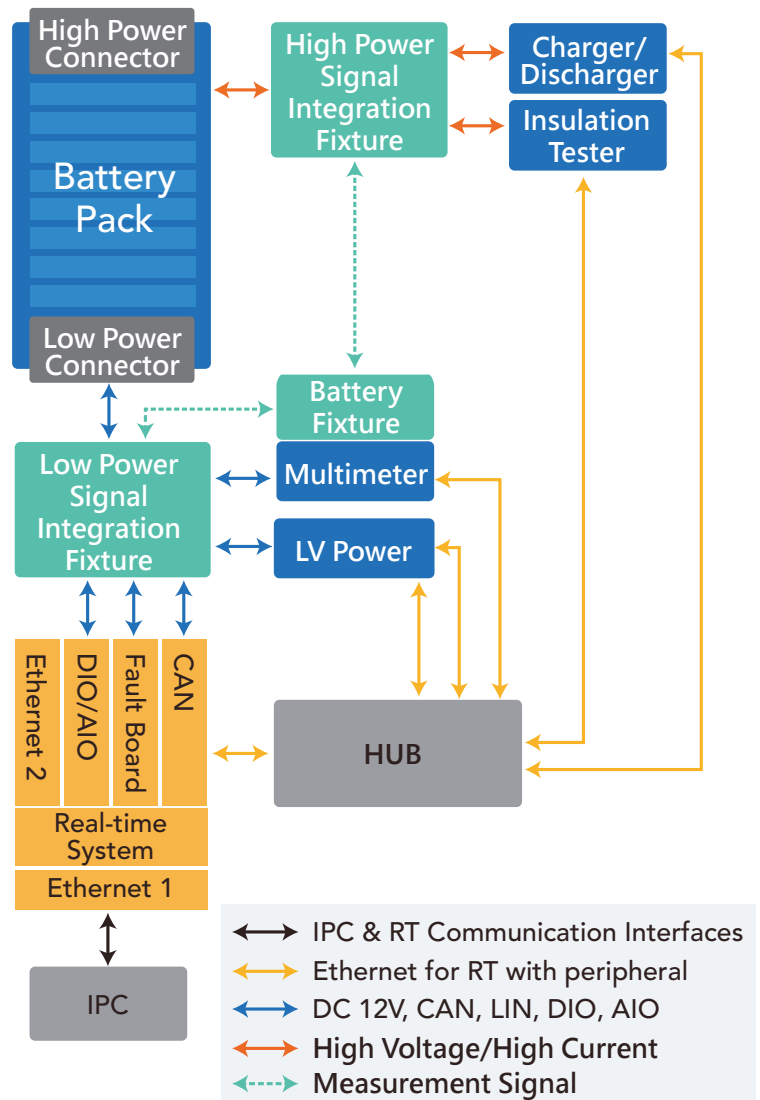 High Power
Connector
Battery
Pack
Low Power
Connector
High Power
Signal
Integration
Fixture
Charger/
Discharger
Insulation
Tester
Battery
Fixture
Multimeter
LV Power
Low Power
Signal
Integration
Fixture
Ethernet 2
DIO/AIO
Fault Board
CAN
Real-time
System
Ethernet 1
HUB
IPC
IPC & RT Communication Interfaces
Ethernet for RT with peripheral
DC 12V, CAN, LIN, DIO, AIO
High Voltage/High Current
Measurement Signal